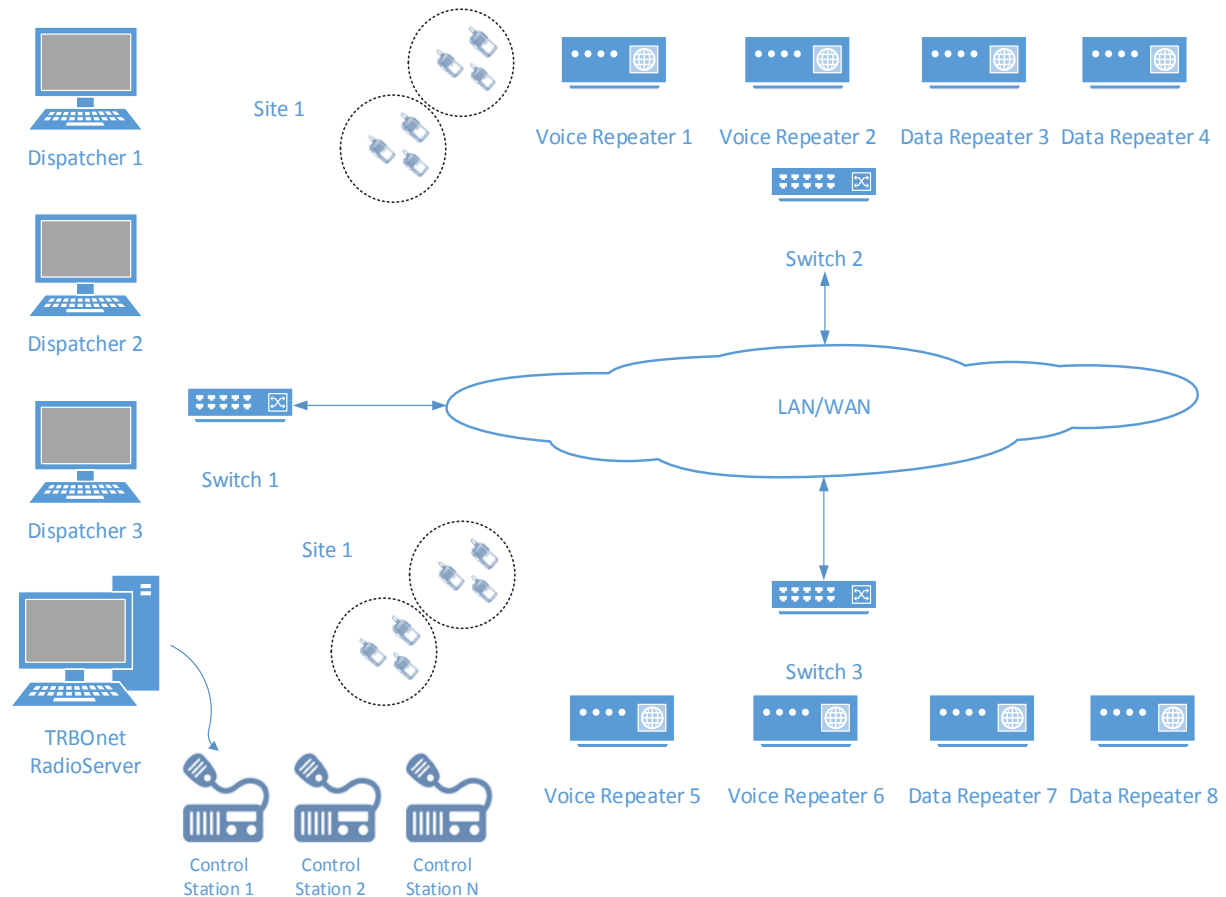 Site 1
Dispatcher 1
Voice Repeater 1
Voice Repeater 2
Data Repeater 3
Data Repeater 4
Switch 2
Dispatcher 2
LAN/WAN
Switch 1
Dispatcher 3
Site 1
Switch 3
TRBOnet
RadioServer
Voice Repeater 5
Voice Repeater 6
Data Repeater 7
Data Repeater 8
Control
Station 1
Control
Station 2
Control
Station N